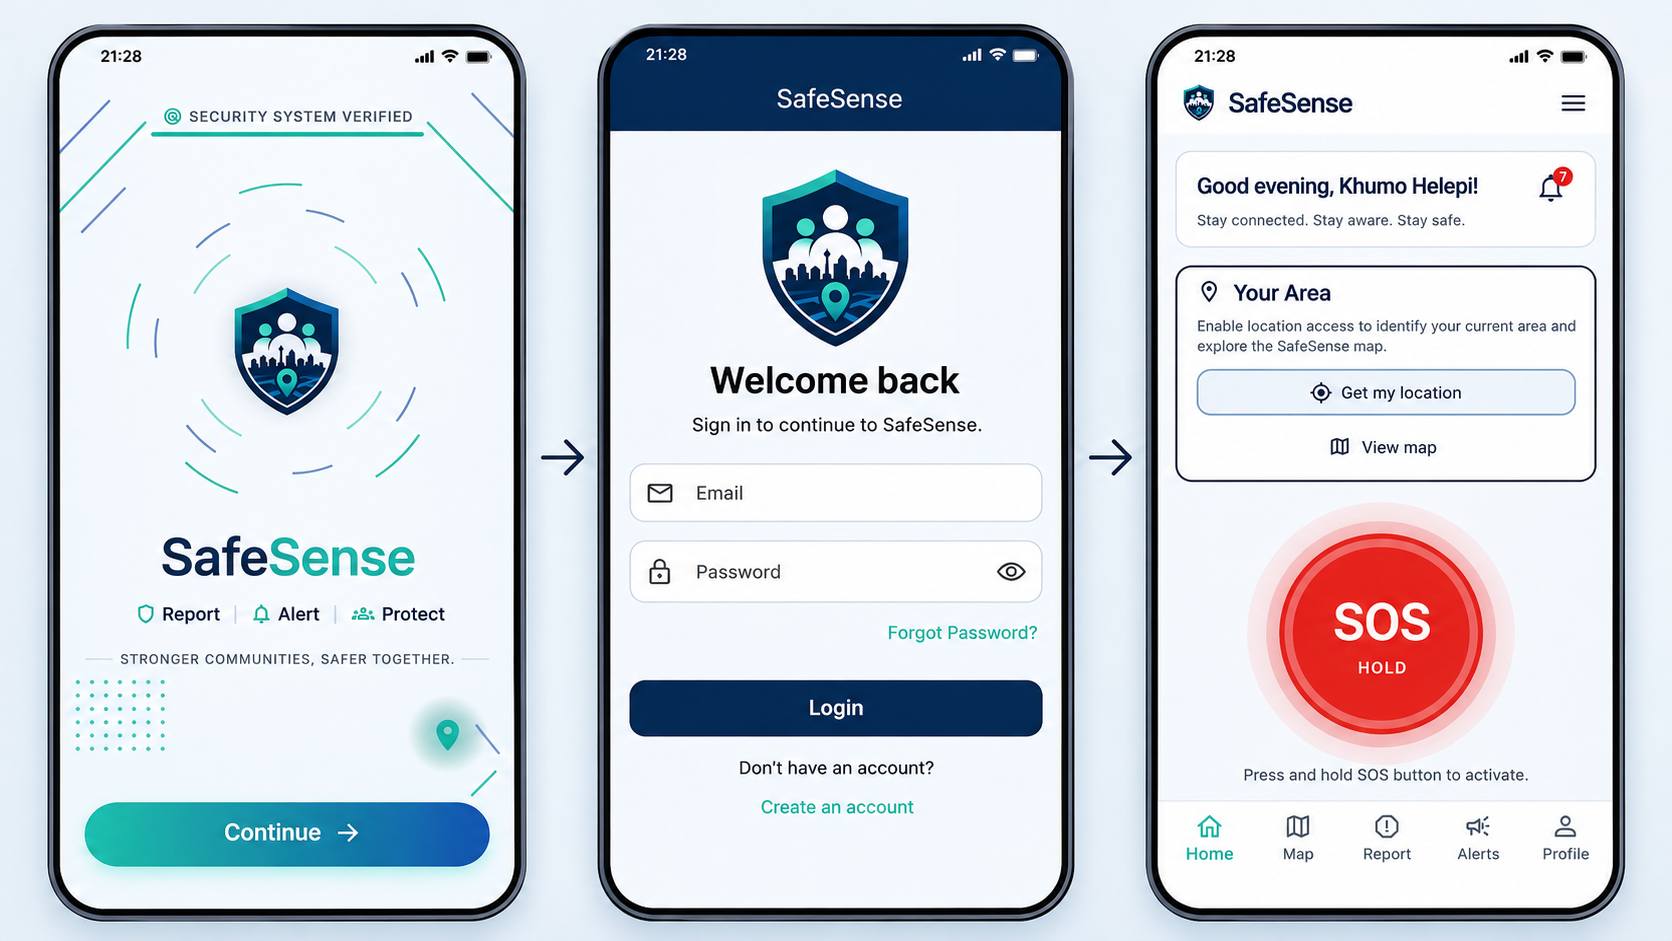 21:28
SECURITY SYSTEM VERIFIED
SafeSense
Report
Alert
Protect
STRONGER COMMUNITIES, SAFER TOGETHER.
Continue
21:28
SafeSense
Welcome back
Sign in to continue to SafeSense.
Email
Password
Forgot Password?
Login
Don't have an account?
Create an account
21:28
SafeSense
Good evening, Khumo Helepi!
7
Stay connected. Stay aware. Stay safe.
Your Area
Enable location access to identify your current area and
explore the SafeSense map.
Get my location
View map
SOS
HOLD
Press and hold SOS button to activate.
Home
Map
Report
Alerts
Profile